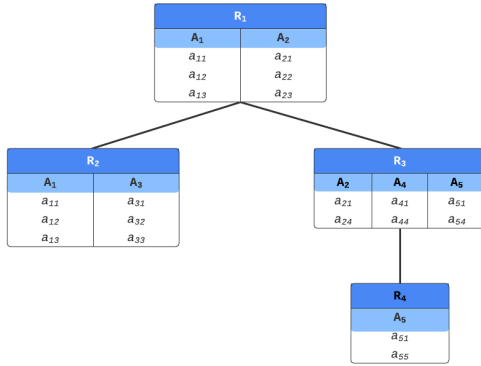 R₁
A₁ A₂
a₁₁ a₂₁
a₁₂ a₂₂
a₁₃ a₂₃
R₂
A₁ A₃
a₁₁ a₃₁
a₁₂ a₃₂
a₁₃ a₃₃
R₃
A₂ A₄ A₅
a₂₁ a₄₁ a₅₁
a₂₄ a₄₄ a₅₄
R₄
A₅
a₅₁
a₅₅